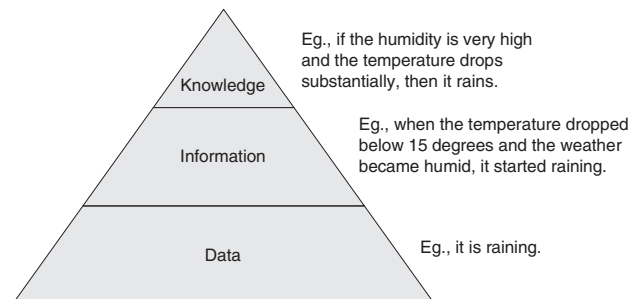 Knowledge
Eg., if the humidity is very high
and the temperature drops
substantially, then it rains.
Information
Eg., when the temperature dropped
below 15 degrees and the weather
became humid, it started raining.
Data
Eg., it is raining.